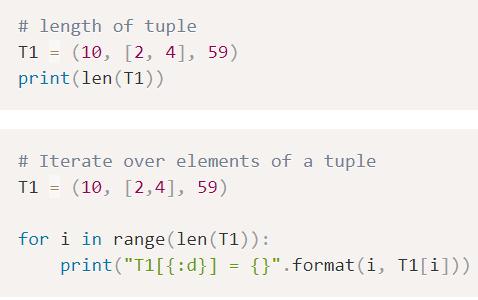 # length of tuple
T1 = (10, [2, 4], 59)
print(len(T1))
# Iterate over elements of a tuple
T1 = (10, [2,4], 59)
for i in range(len(T1)):
    print("T1[{:d}] = {}".format(i, T1[i]))